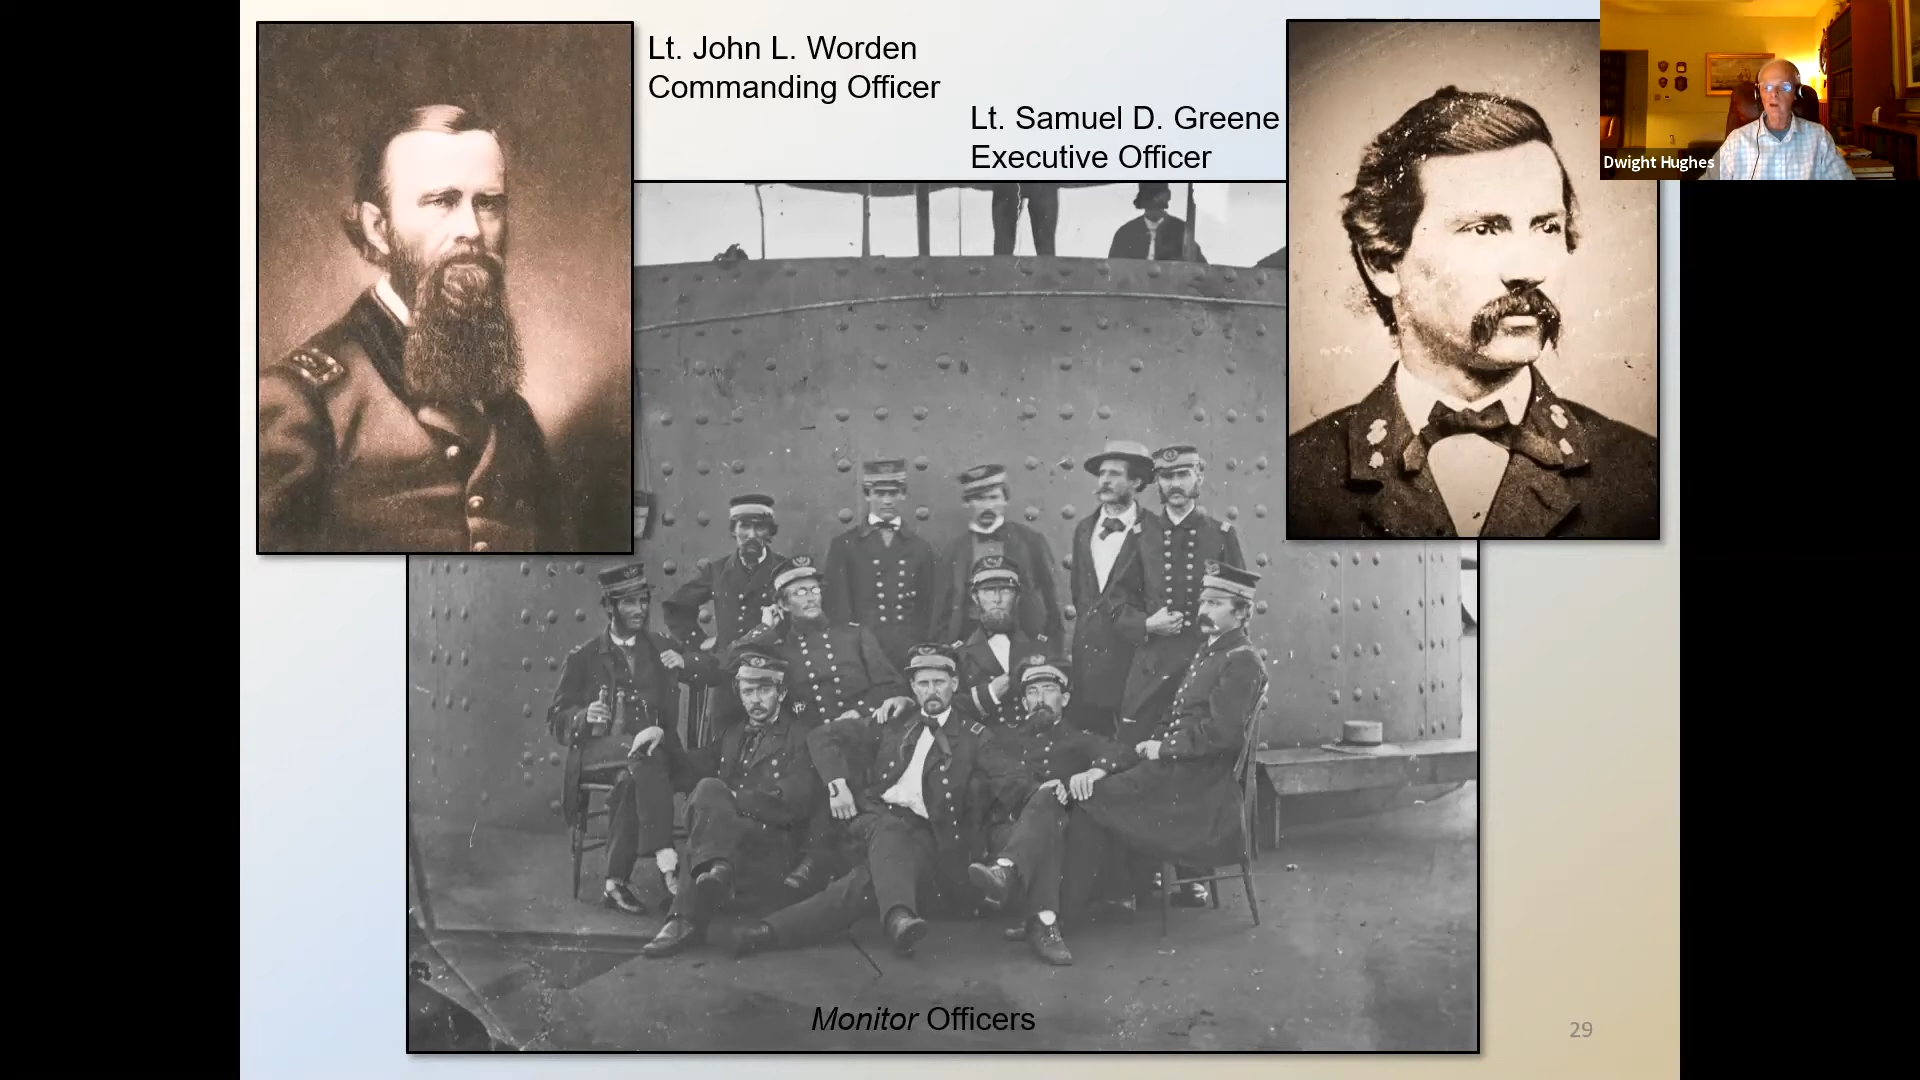 Lt. John L. Worden
Commanding Officer
Lt. Samuel D. Greene
Executive Officer
Dwight Hughes
Monitor Officers
29